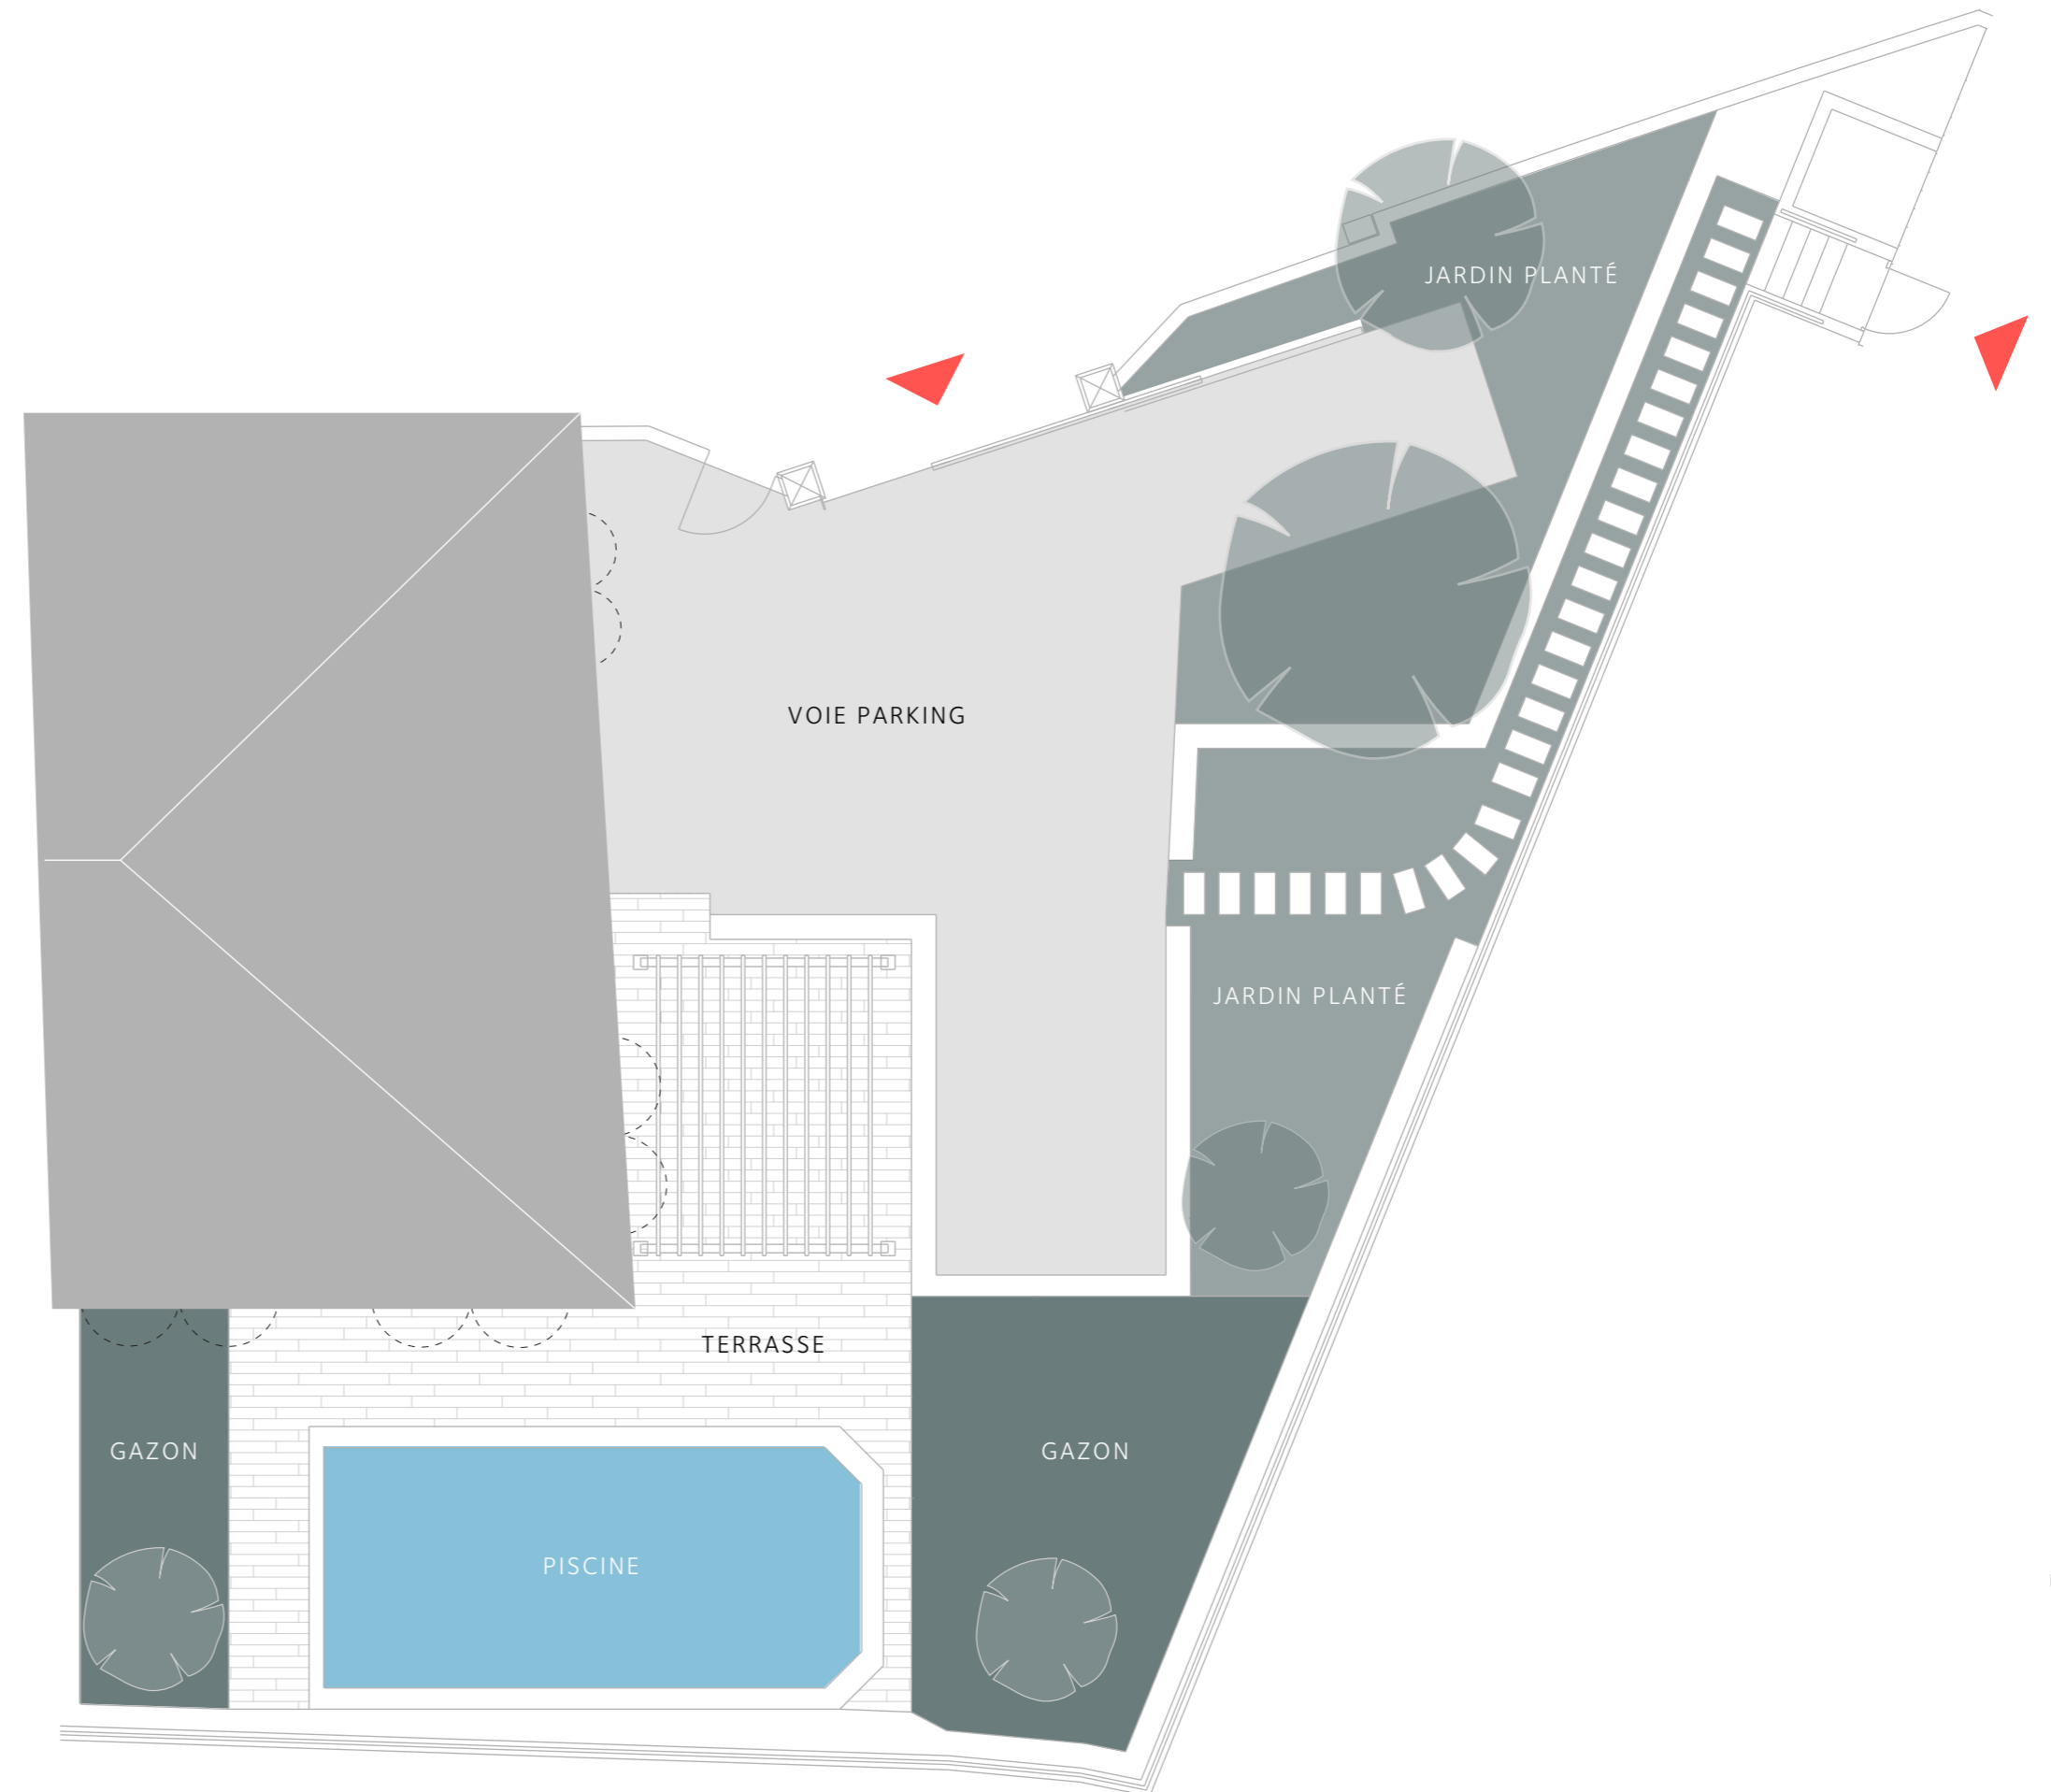 JARDIN PLANTÉ
VOIE PARKING
JARDIN PLANTÉ
TERRASSE
GAZON
GAZON
PISCINE